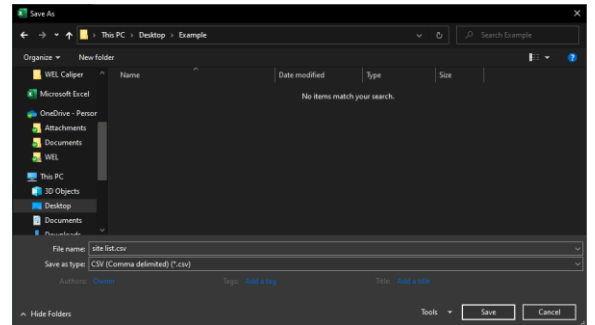 Save As
This PC › Desktop › Example
Search Example
Organize
New folder
WEL Caliper
Name
Date modified
Type
Size
No items match your search.
Microsoft Excel
OneDrive - Person
Attachments
Documents
WEL
This PC
3D Objects
Desktop
Documents
Downloads
File name: site list.csv
Save as type: CSV (Comma delimited) (*.csv)
Authors: Owner
Tags: Add a tag
Title: Add a title
Hide Folders
Tools
Save
Cancel